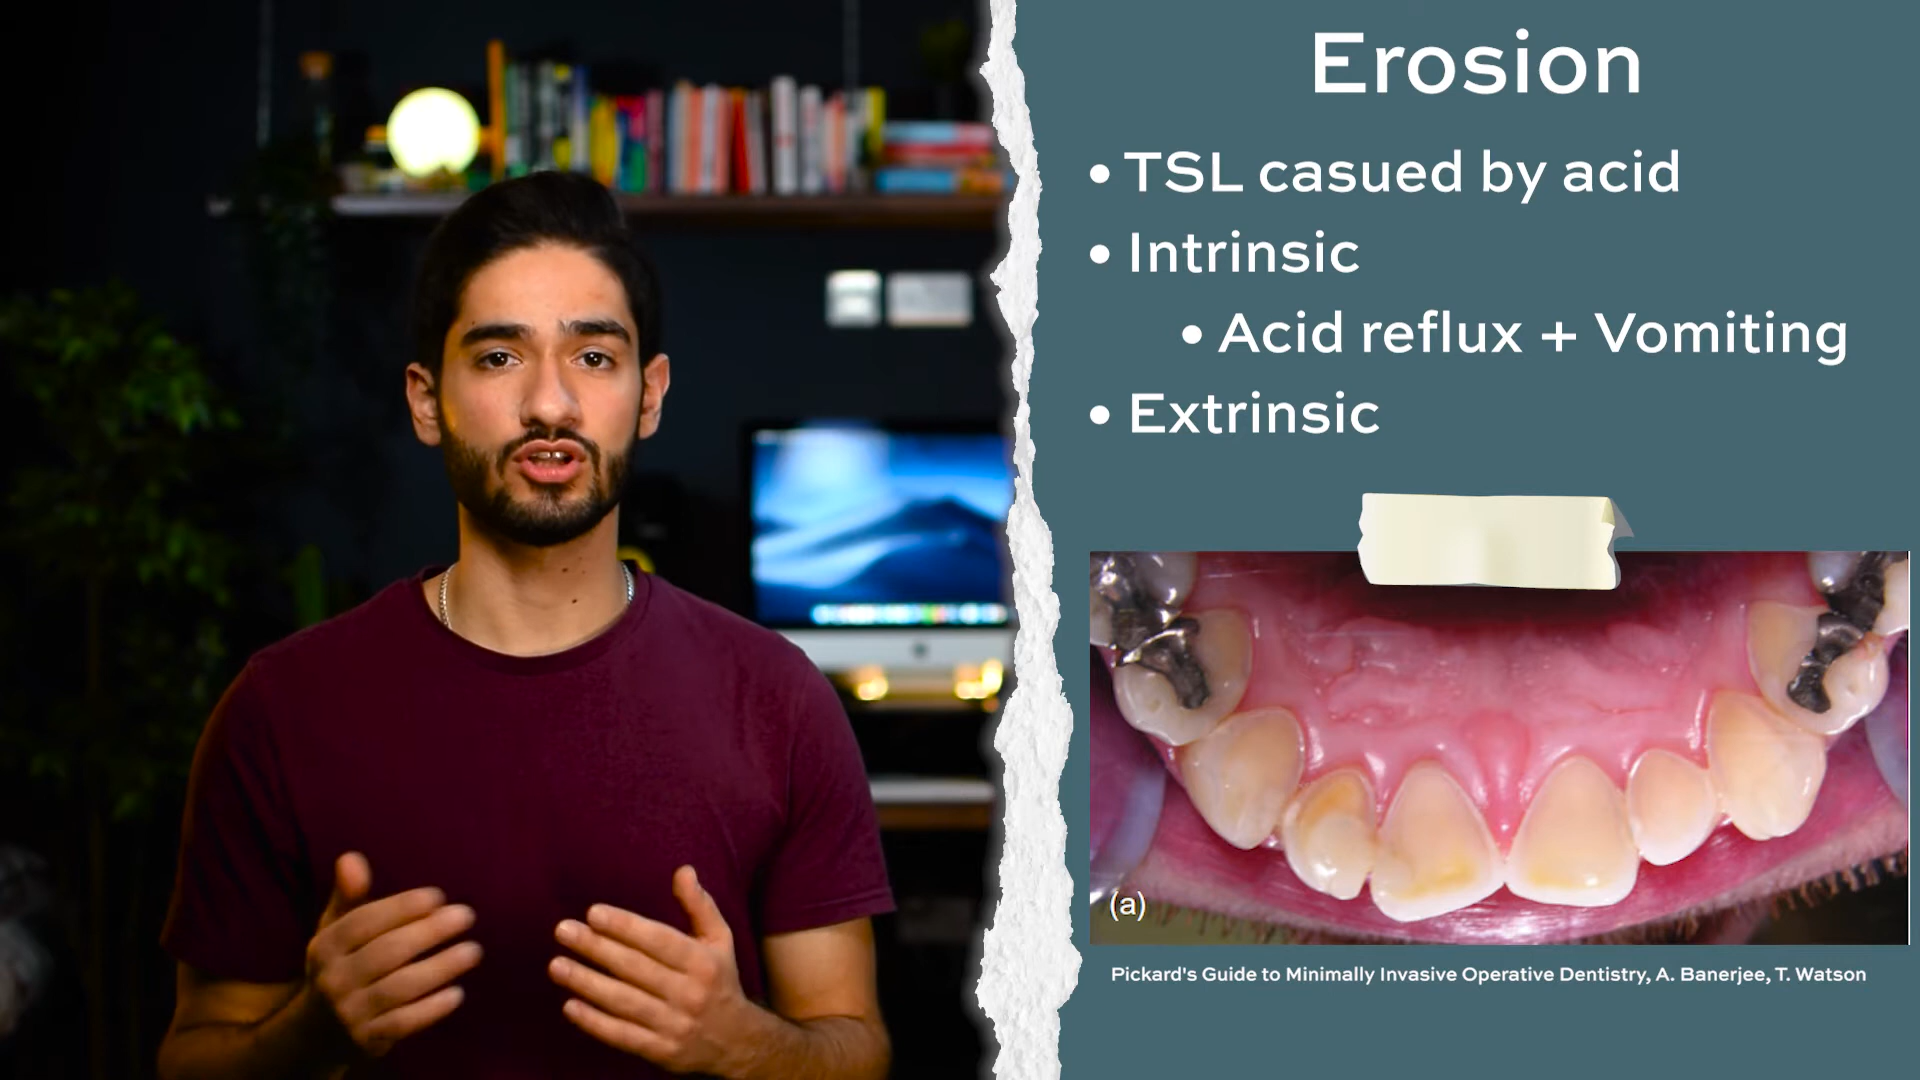 Erosion
• TSL casued by acid
• Intrinsic
• Acid reflux + Vomiting
• Extrinsic
(a)
Pickard's Guide to Minimally Invasive Operative Dentistry, A. Banerjee, T. Watson